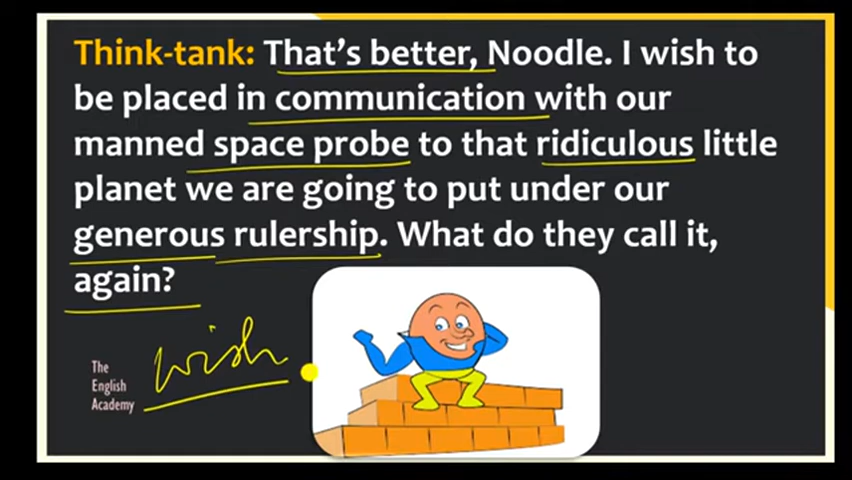 Think-tank: That's better, Noodle. I wish to
be placed in communication with our
manned space probe to that ridiculous little
planet we are going to put under our
generous rulership. What do they call it,
again?
wish
The
English
Academy